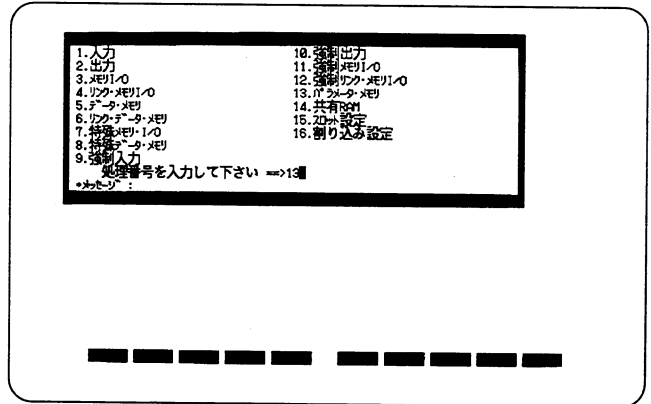 1.入力
2.出力
3.メモリI/O
4.リンク・メモリI/O
5.データ・メモリ
6.リンク・データ・メモリ
7.特殊メモリ・I/O
8.特殊データ・メモリ
9.強制入力
10.強制出力
11.強制メモリI/O
12.強制リンク・メモリI/O
13.パラメータ・メモリ
14.共有RAM
15.スロット設定
16.割り込み設定
処理番号を入力して下さい ==>13
*メッセージ :